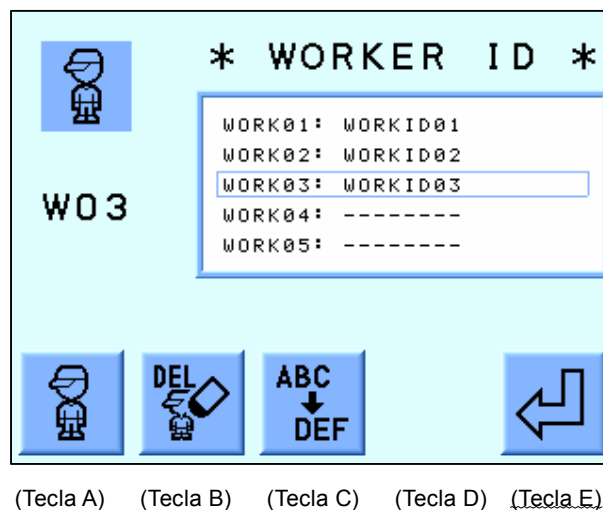 * WORKER ID *
WORK01: WORKID01
WORK02: WORKID02
WORK03: WORKID03
WORK04: --------
WORK05: --------
W03
DEL
ABC
DEF
(Tecla A) (Tecla B) (Tecla C) (Tecla D) (Tecla E)